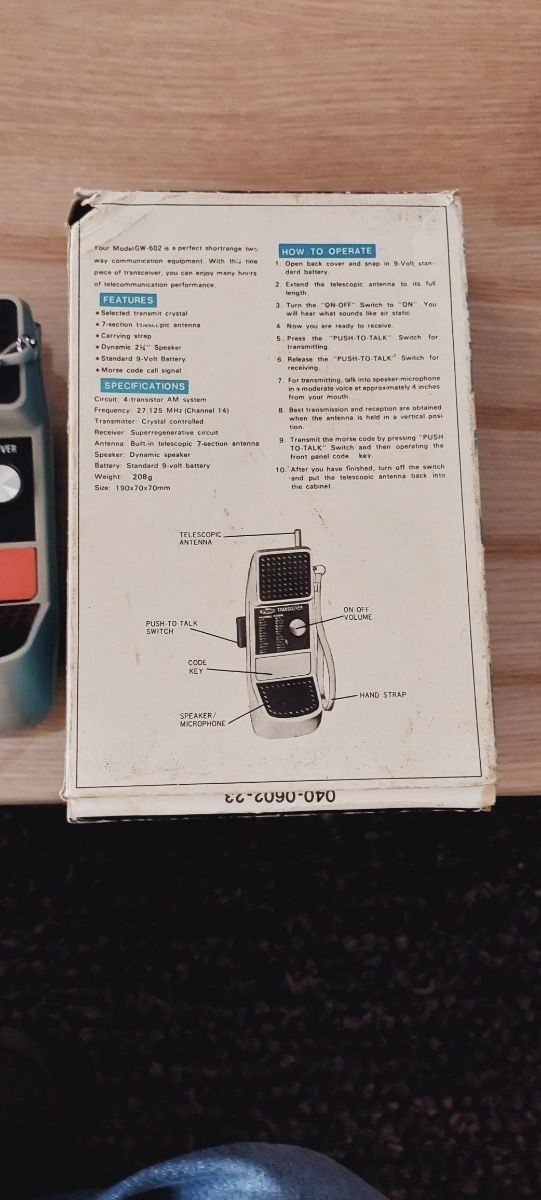 Your Model GW-602 is a perfect shortrange two-
way communication equipment. With this fine
piece of transceiver, you can enjoy many hours
of telecommunication performance.
FEATURES
* Selected transmit crystal
* 7-section telescopic antenna
* Carrying strap
* Dynamic 2¼" Speaker
* Standard 9-Volt Battery
* Morse code call signal
SPECIFICATIONS
Circuit: 4-transistor AM system
Frequency: 27.125 MHz (Channel 14)
Transmitter: Crystal controlled
Receiver: Superregenerative circuit
Antenna: Built-in telescopic 7-section antenna
Speaker: Dynamic speaker
Battery: Standard 9-volt battery
Weight: 208g
Size: 190x70x70mm
HOW TO OPERATE
1. Open back cover and snap in 9-Volt stan-
dard battery.
2. Extend the telescopic antenna to its full
length.
3. Turn the "ON-OFF" Switch to "ON" You
will hear what sounds like air static.
4 Now you are ready to receive.
5. Press the "PUSH-TO-TALK" Switch for
transmitting.
6. Release the "PUSH-TO-TALK" Switch for
receiving.
7. For transmitting, talk into speaker-microphone
in a moderate voice at approximately 4 inches
from your mouth.
8. Best transmission and reception are obtained
when the antenna is held in a vertical posi-
tion.
9. Transmit the morse code by pressing "PUSH
TO-TALK" Switch and then operating the
front panel code key.
10. After you have finished, turn off the switch
and put the telescopic antenna back into
the cabinet.
TELESCOPIC
ANTENNA
TRANSCEIVER
ON-OFF
VOLUME
PUSH-TO TALK
SWITCH
CODE
KEY
HAND STRAP
SPEAKER/
MICROPHONE
040-0602-23
VER